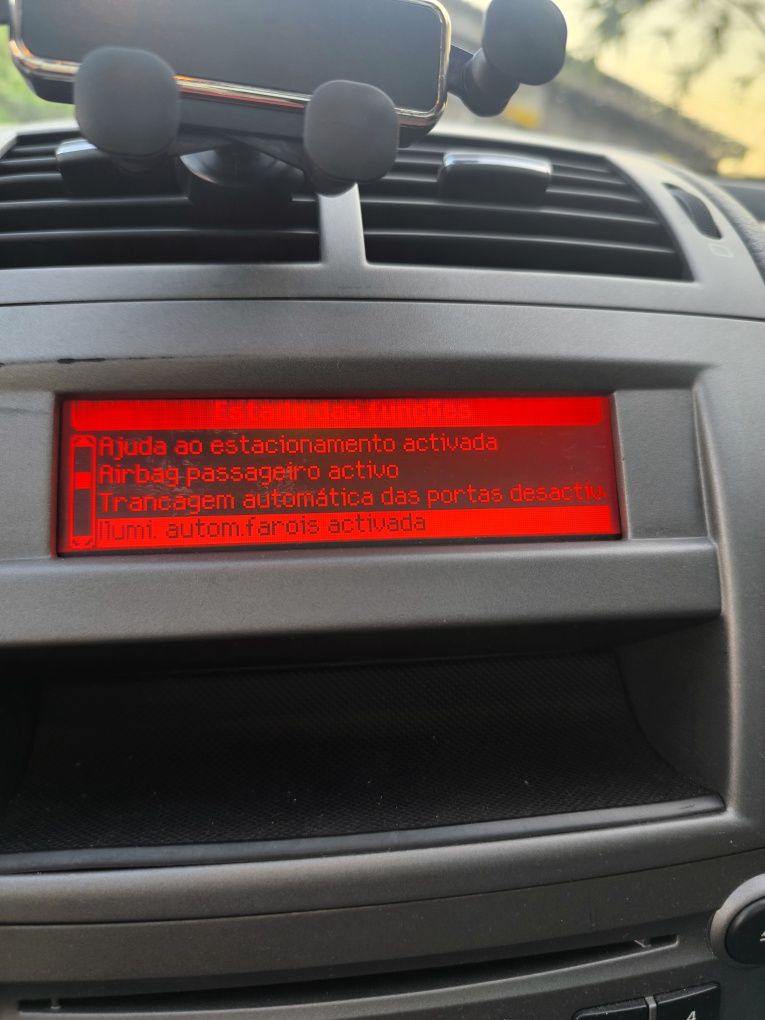 Estado das funções
Ajuda ao estacionamento activada
Airbag passageiro activo
Trancagem automática das portas desactiv
Ilumi. autom.farois activada
4